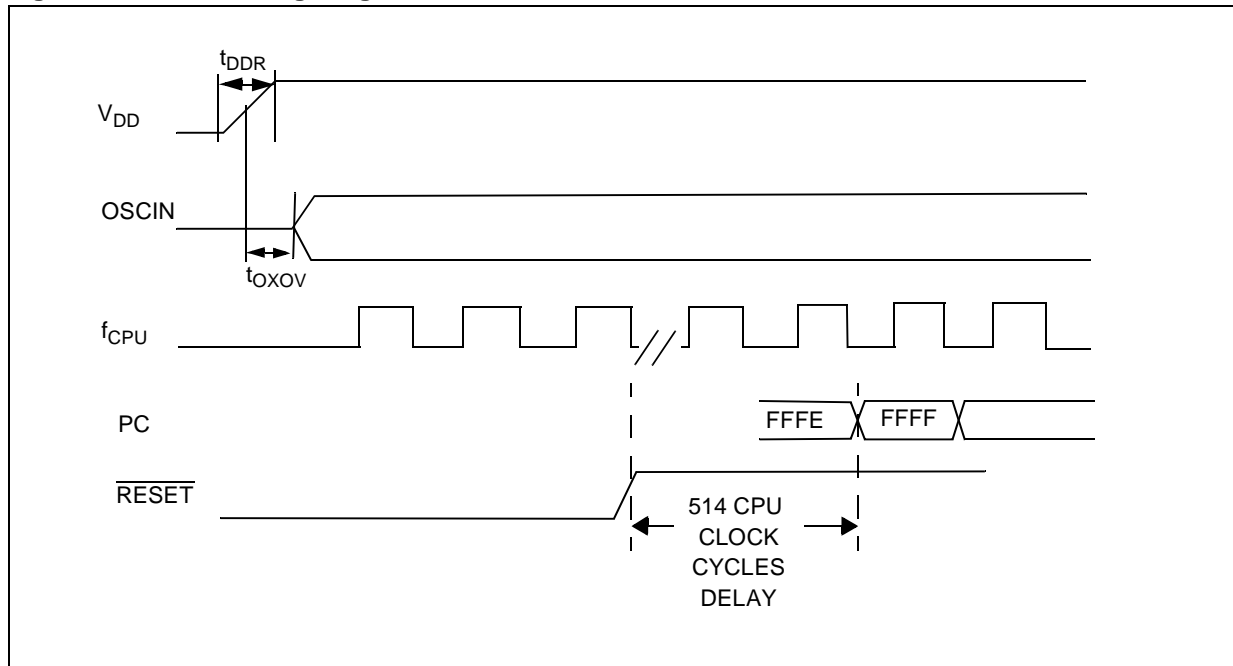 tDDR
VDD
OSCIN
tOXOV
fCPU
PC
FFFE
FFFF
RESET
514 CPU
CLOCK
CYCLES
DELAY